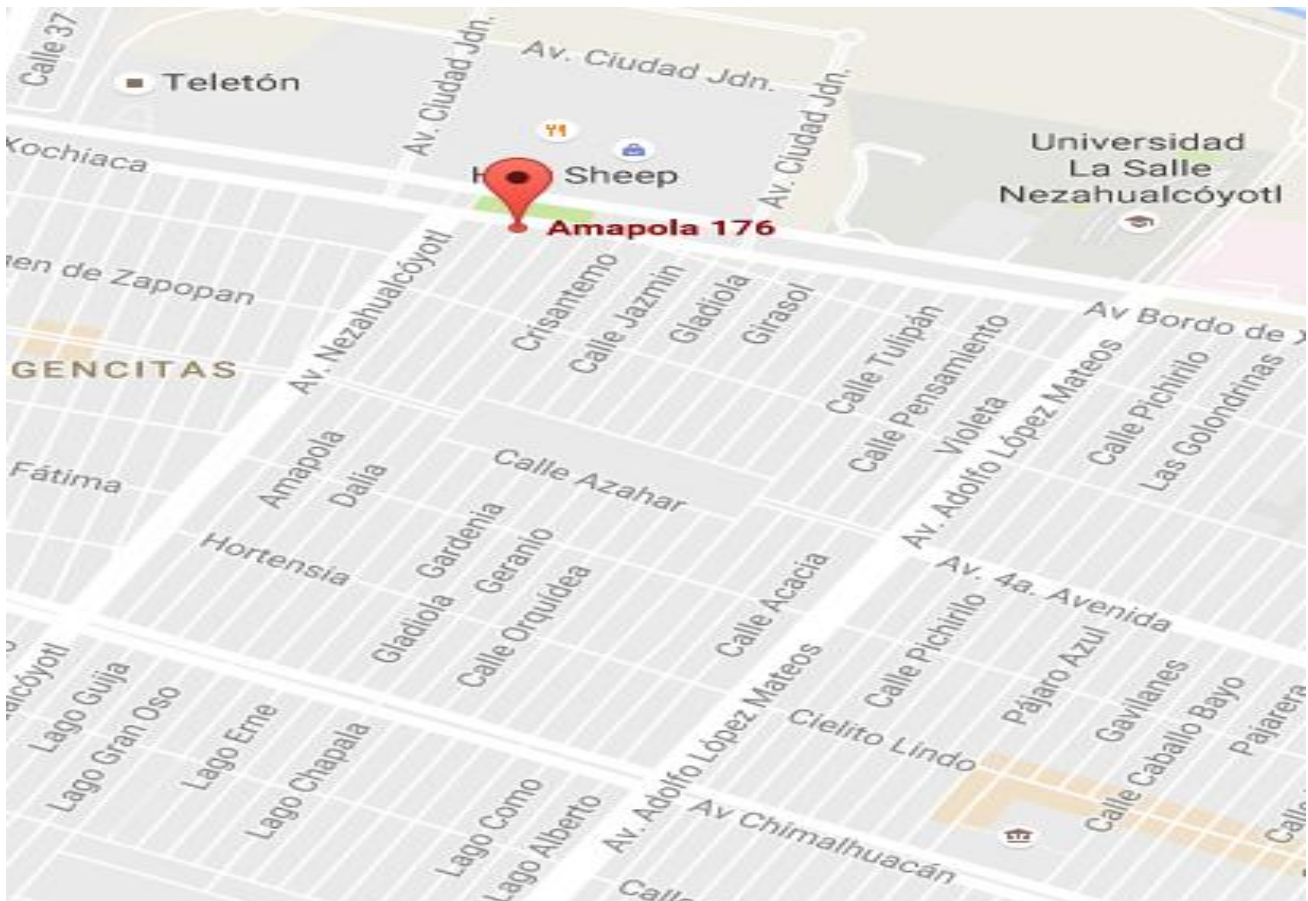 Calle 37
Teletón
Av. Ciudad Jdn.
Av. Ciudad Jdn.
Av. Ciudad Jdn.
Universidad
La Salle
Nezahualcóyotl
Xochiaca
Sheep
Amapola 176
Av. Nezahualcóyotl
en de Zapopan
GENCITAS
Fátima
Crisantemo
Calle Jazmin
Gladiola
Girasol
Calle Tulipán
Calle Pensamiento
Violeta
Av Bordo de X
Av. Adolfo López Mateos
Calle Pichirilo
Las Golondrinas
Amapola
Dalia
Calle Azahar
Hortensia
Gardenia
Geranio
Gladiola
Calle Orquídea
Calle Acacia
Av. 4a. Avenida
Calle Pichirilo
Pájaro Azul
Gavilanes
Calle Caballo Bayo
Pajarera
Cielito Lindo
Av. Adolfo López Mateos
alcóyotl
Lago Guija
Lago Gran Oso
Lago Erne
Lago Chapala
Lago Como
Lago Alberto
Av Chimalhuacán
Calle
Calle